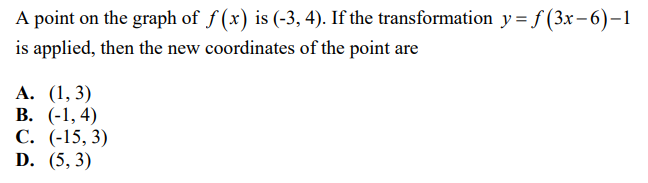 A point on the graph of f(x) is (-3, 4). If the transformation y = f(3x−6)−1
is applied, then the new coordinates of the point are
A. (1, 3)
B. (-1, 4)
C. (-15, 3)
D. (5, 3)